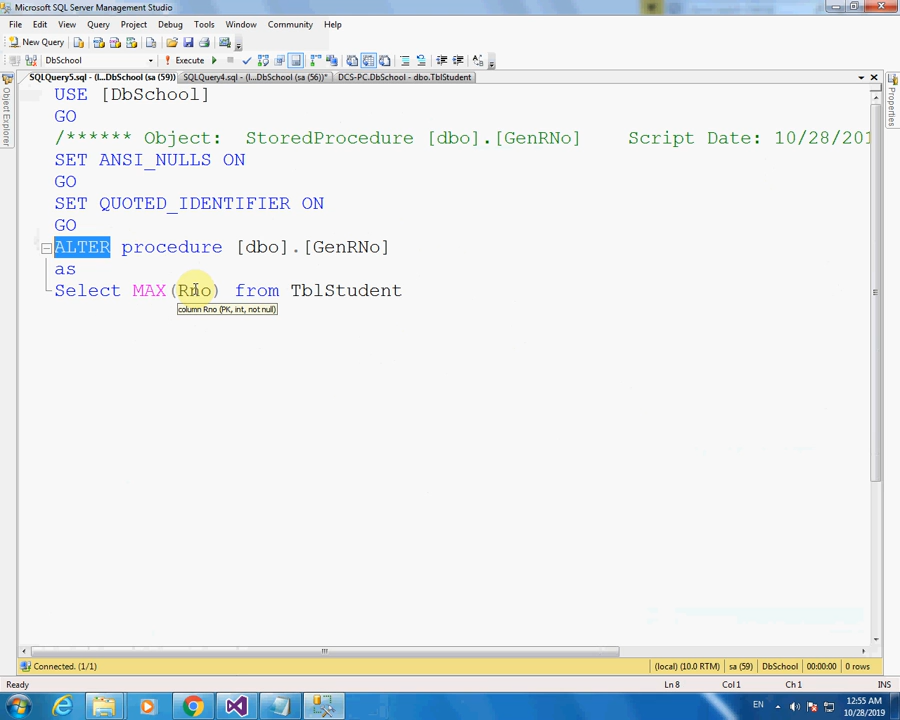 Microsoft SQL Server Management Studio
File Edit View Query Project Debug Tools Window Community Help
New Query
DbSchool Execute
SQLQuery5.sql - (l...DbSchool (sa (59)) SQLQuery4.sql - (l...DbSchool (sa (56))* DCS-PC.DbSchool - dbo.TblStudent
Object Explorer
Properties
USE [DbSchool]
GO
/****** Object: StoredProcedure [dbo].[GenRNo] Script Date: 10/28/201
SET ANSI_NULLS ON
GO
SET QUOTED_IDENTIFIER ON
GO
ALTER procedure [dbo].[GenRNo]
as
Select MAX(Rno) from TblStudent
column Rno (PK, int, not null)
Connected. (1/1) (local) (10.0 RTM) sa (59) DbSchool 00:00:00 0 rows
Ready Ln 8 Col 1 Ch 1 INS
EN 12:55 AM
10/28/2019